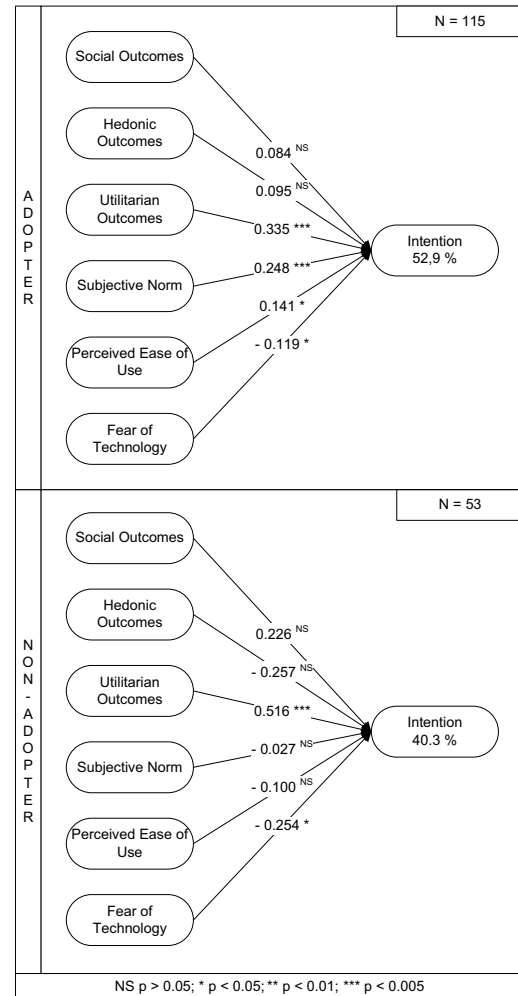 N = 115
ADOPTER
Social Outcomes
Hedonic
Outcomes
Utilitarian
Outcomes
Subjective Norm
Perceived Ease of
Use
Fear of
Technology
0.084 NS
0.095 NS
0.335 ***
0.248 ***
0.141 *
- 0.119 *
Intention
52,9 %
N = 53
NON-ADOPTER
Social Outcomes
Hedonic
Outcomes
Utilitarian
Outcomes
Subjective Norm
Perceived Ease of
Use
Fear of
Technology
0.226 NS
- 0.257 NS
0.516 ***
- 0.027 NS
- 0.100 NS
- 0.254 *
Intention
40.3 %
NS p > 0.05; * p < 0.05; ** p < 0.01; *** p < 0.005